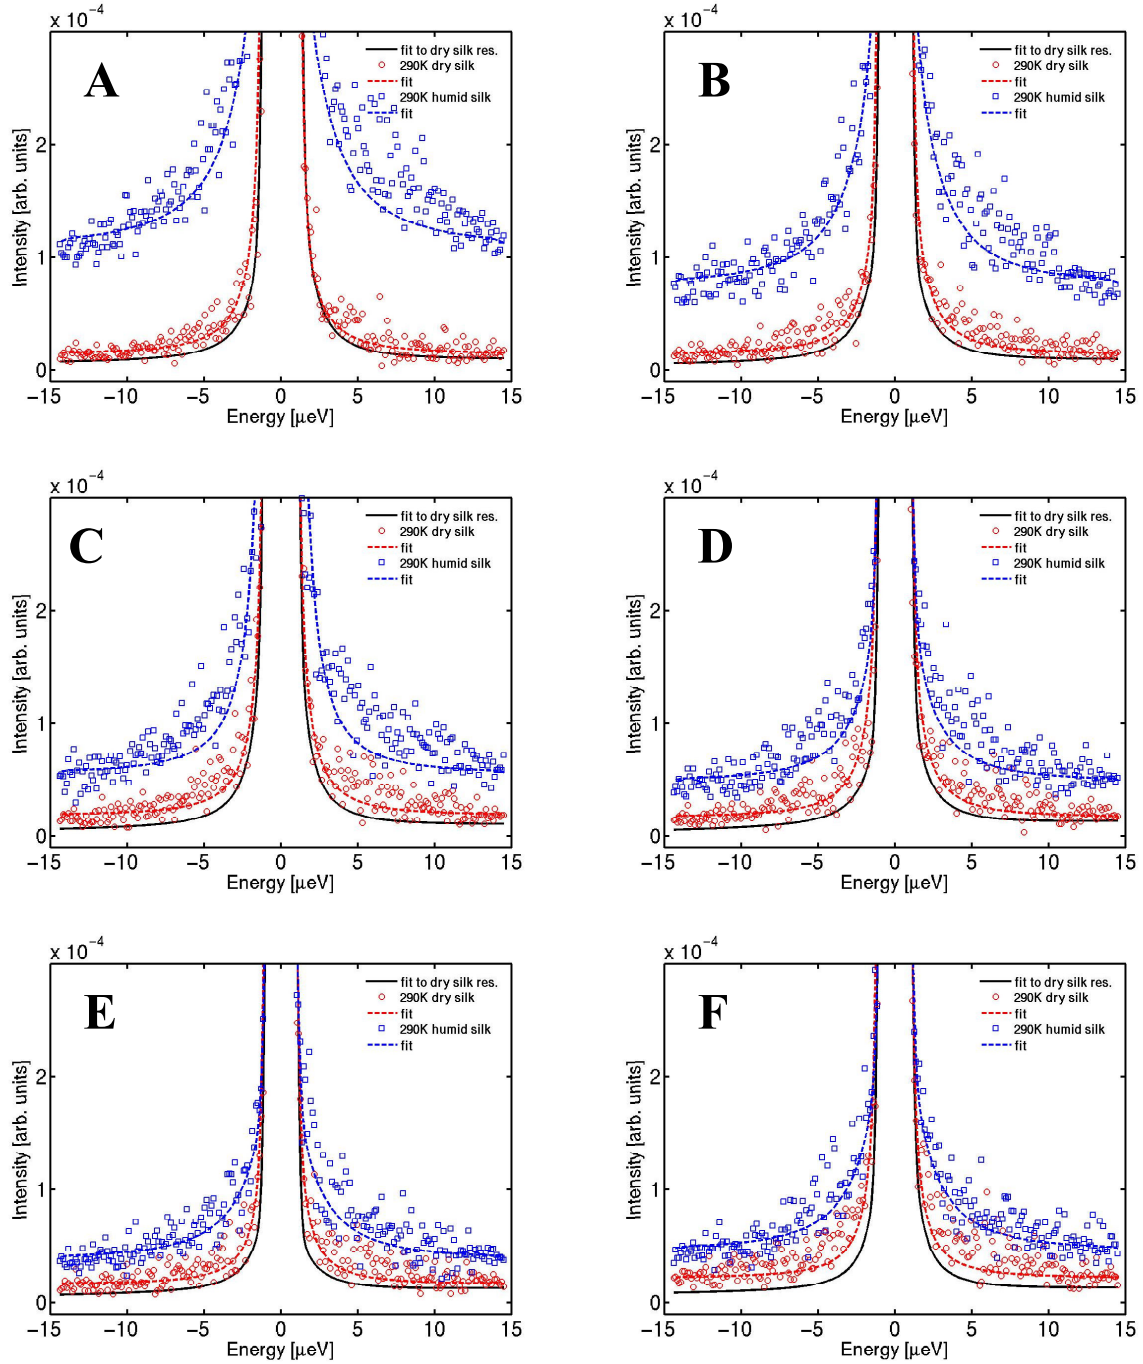 x 10⁻⁴
x 10⁻⁴
A
fit to dry silk res.
290K dry silk
fit
290K humid silk
fit
B
fit to dry silk res.
290K dry silk
fit
290K humid silk
fit
Intensity [arb. units]
2
1
0
Intensity [arb. units]
2
1
0
−15 −10 −5 0 5 10 15
−15 −10 −5 0 5 10 15
Energy [μeV]
Energy [μeV]
x 10⁻⁴
x 10⁻⁴
C
fit to dry silk res.
290K dry silk
fit
290K humid silk
fit
D
fit to dry silk res.
290K dry silk
fit
290K humid silk
fit
Intensity [arb. units]
2
1
0
Intensity [arb. units]
2
1
0
−15 −10 −5 0 5 10 15
−15 −10 −5 0 5 10 15
Energy [μeV]
Energy [μeV]
x 10⁻⁴
x 10⁻⁴
E
fit to dry silk res.
290K dry silk
fit
290K humid silk
fit
F
fit to dry silk res.
290K dry silk
fit
290K humid silk
fit
Intensity [arb. units]
2
1
0
Intensity [arb. units]
2
1
0
−15 −10 −5 0 5 10 15
−15 −10 −5 0 5 10 15
Energy [μeV]
Energy [μeV]